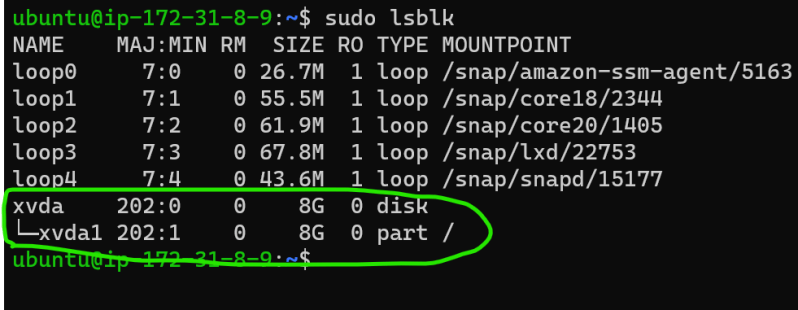 ubuntu@ip-172-31-8-9:~$ sudo lsblk
NAME    MAJ:MIN RM  SIZE RO TYPE MOUNTPOINT
loop0     7:0    0 26.7M  1 loop /snap/amazon-ssm-agent/5163
loop1     7:1    0 55.5M  1 loop /snap/core18/2344
loop2     7:2    0 61.9M  1 loop /snap/core20/1405
loop3     7:3    0 67.8M  1 loop /snap/lxd/22753
loop4     7:4    0 43.6M  1 loop /snap/snapd/15177
xvda    202:0    0    8G  0 disk
└─xvda1 202:1    0    8G  0 part /
ubuntu@ip-172-31-8-9:~$